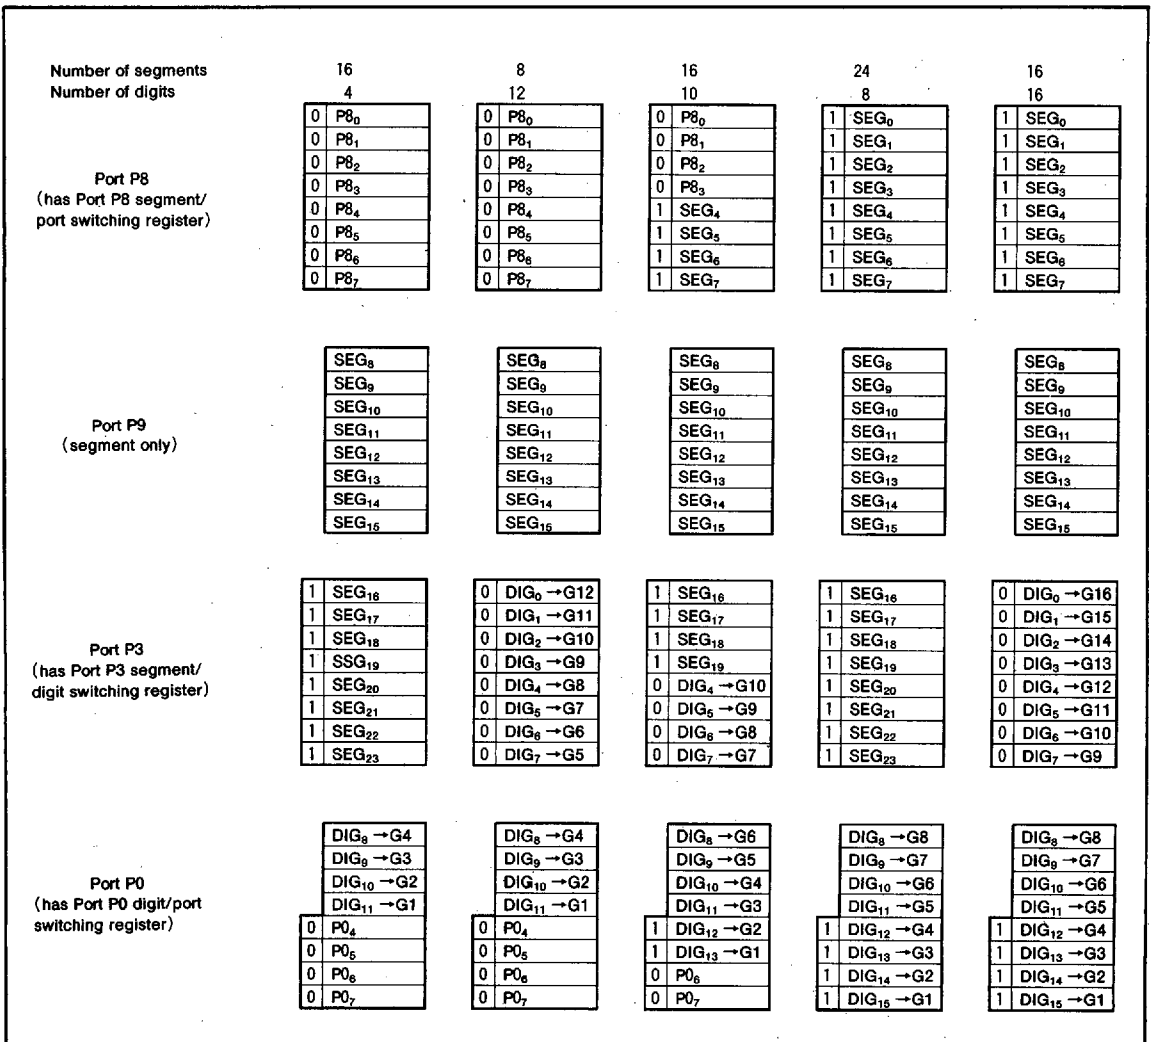 Number of segments 16 8 16 24 16
Number of digits 4 12 10 8 16
Port P8
(has Port P8 segment/
port switching register)
0 P8₀ 0 P8₀ 0 P8₀ 1 SEG₀ 1 SEG₀
0 P8₁ 0 P8₁ 0 P8₁ 1 SEG₁ 1 SEG₁
0 P8₂ 0 P8₂ 0 P8₂ 1 SEG₂ 1 SEG₂
0 P8₃ 0 P8₃ 0 P8₃ 1 SEG₃ 1 SEG₃
0 P8₄ 0 P8₄ 1 SEG₄ 1 SEG₄ 1 SEG₄
0 P8₅ 0 P8₅ 1 SEG₅ 1 SEG₅ 1 SEG₅
0 P8₆ 0 P8₆ 1 SEG₆ 1 SEG₆ 1 SEG₆
0 P8₇ 0 P8₇ 1 SEG₇ 1 SEG₇ 1 SEG₇
Port P9
(segment only)
SEG₈ SEG₈ SEG₈ SEG₈ SEG₈
SEG₉ SEG₉ SEG₉ SEG₉ SEG₉
SEG₁₀ SEG₁₀ SEG₁₀ SEG₁₀ SEG₁₀
SEG₁₁ SEG₁₁ SEG₁₁ SEG₁₁ SEG₁₁
SEG₁₂ SEG₁₂ SEG₁₂ SEG₁₂ SEG₁₂
SEG₁₃ SEG₁₃ SEG₁₃ SEG₁₃ SEG₁₃
SEG₁₄ SEG₁₄ SEG₁₄ SEG₁₄ SEG₁₄
SEG₁₅ SEG₁₅ SEG₁₅ SEG₁₅ SEG₁₅
Port P3
(has Port P3 segment/
digit switching register)
1 SEG₁₆ 0 DIG₀→G12 1 SEG₁₆ 1 SEG₁₆ 0 DIG₀→G16
1 SEG₁₇ 0 DIG₁→G11 1 SEG₁₇ 1 SEG₁₇ 0 DIG₁→G15
1 SEG₁₈ 0 DIG₂→G10 1 SEG₁₈ 1 SEG₁₈ 0 DIG₂→G14
1 SSG₁₉ 0 DIG₃→G9 1 SEG₁₉ 1 SEG₁₉ 0 DIG₃→G13
1 SEG₂₀ 0 DIG₄→G8 0 DIG₄→G10 1 SEG₂₀ 0 DIG₄→G12
1 SEG₂₁ 0 DIG₅→G7 0 DIG₅→G9 1 SEG₂₁ 0 DIG₅→G11
1 SEG₂₂ 0 DIG₆→G6 0 DIG₆→G8 1 SEG₂₂ 0 DIG₆→G10
1 SEG₂₃ 0 DIG₇→G5 0 DIG₇→G7 1 SEG₂₃ 0 DIG₇→G9
Port P0
(has Port P0 digit/port
switching register)
DIG₈→G4 DIG₈→G4 DIG₈→G6 DIG₈→G8 DIG₈→G8
DIG₉→G3 DIG₉→G3 DIG₉→G5 DIG₉→G7 DIG₉→G7
DIG₁₀→G2 DIG₁₀→G2 DIG₁₀→G4 DIG₁₀→G6 DIG₁₀→G6
DIG₁₁→G1 DIG₁₁→G1 DIG₁₁→G3 DIG₁₁→G5 DIG₁₁→G5
0 P0₄ 0 P0₄ 1 DIG₁₂→G2 1 DIG₁₂→G4 1 DIG₁₂→G4
0 P0₅ 0 P0₅ 1 DIG₁₃→G1 1 DIG₁₃→G3 1 DIG₁₃→G3
0 P0₆ 0 P0₆ 0 P0₆ 1 DIG₁₄→G2 1 DIG₁₄→G2
0 P0₇ 0 P0₇ 0 P0₇ 1 DIG₁₅→G1 1 DIG₁₅→G1